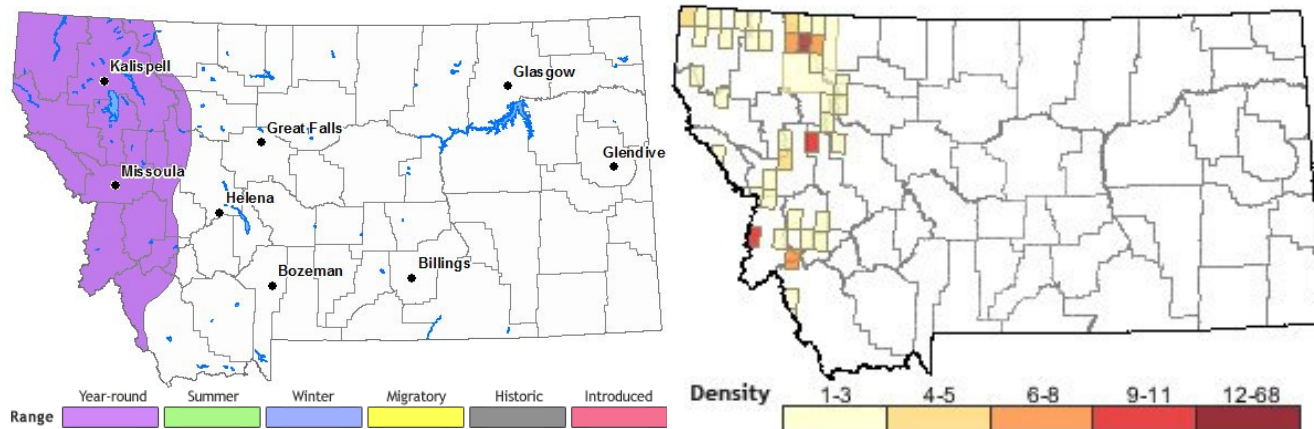 Kalispell
Glasgow
Great Falls
Glendive
Missoula
Helena
Bozeman
Billings
Year-round Summer Winter Migratory Historic Introduced
Range
Density 1-3 4-5 6-8 9-11 12-68